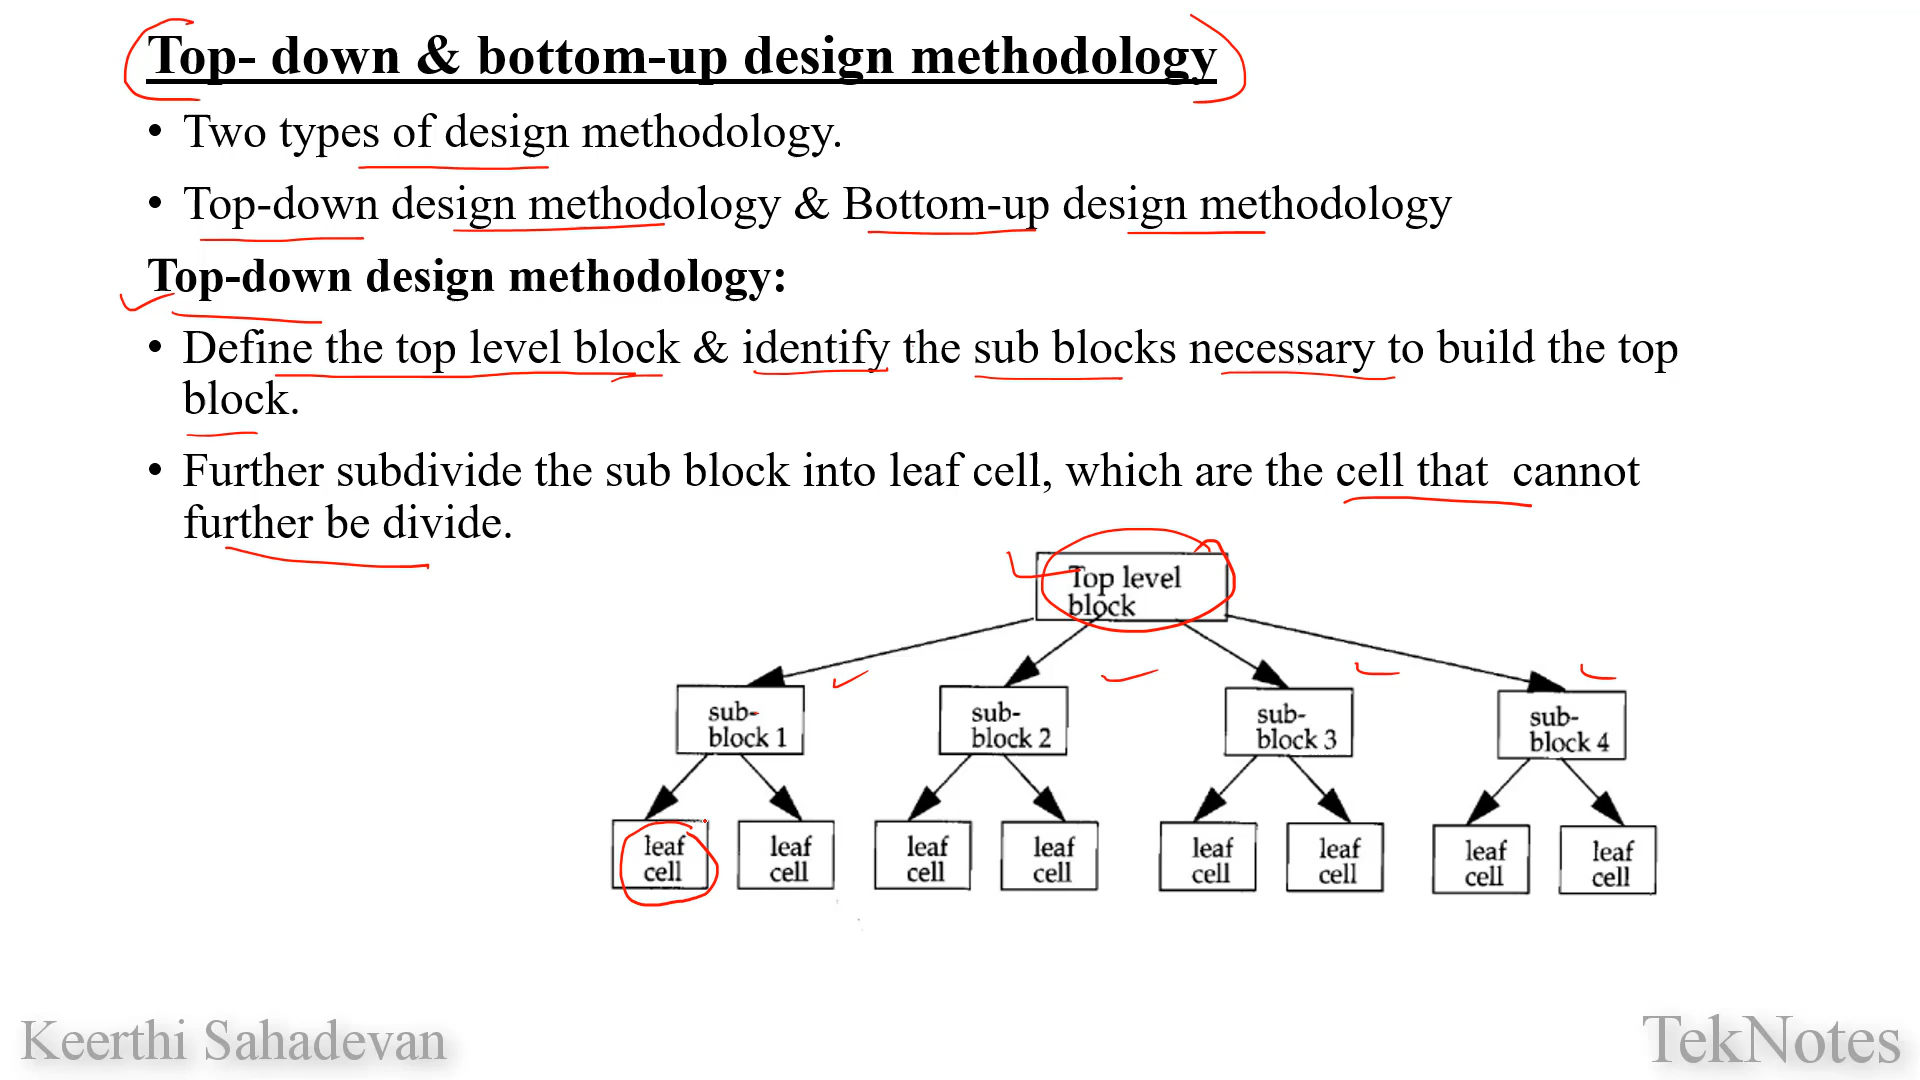 Top- down & bottom-up design methodology
• Two types of design methodology.
• Top-down design methodology & Bottom-up design methodology
Top-down design methodology:
• Define the top level block & identify the sub blocks necessary to build the top
block.
• Further subdivide the sub block into leaf cell, which are the cell that cannot
further be divide.
Top level
block
sub-
block 1
sub-
block 2
sub-
block 3
sub-
block 4
leaf
cell
leaf
cell
leaf
cell
leaf
cell
leaf
cell
leaf
cell
leaf
cell
leaf
cell
Keerthi Sahadevan
TekNotes